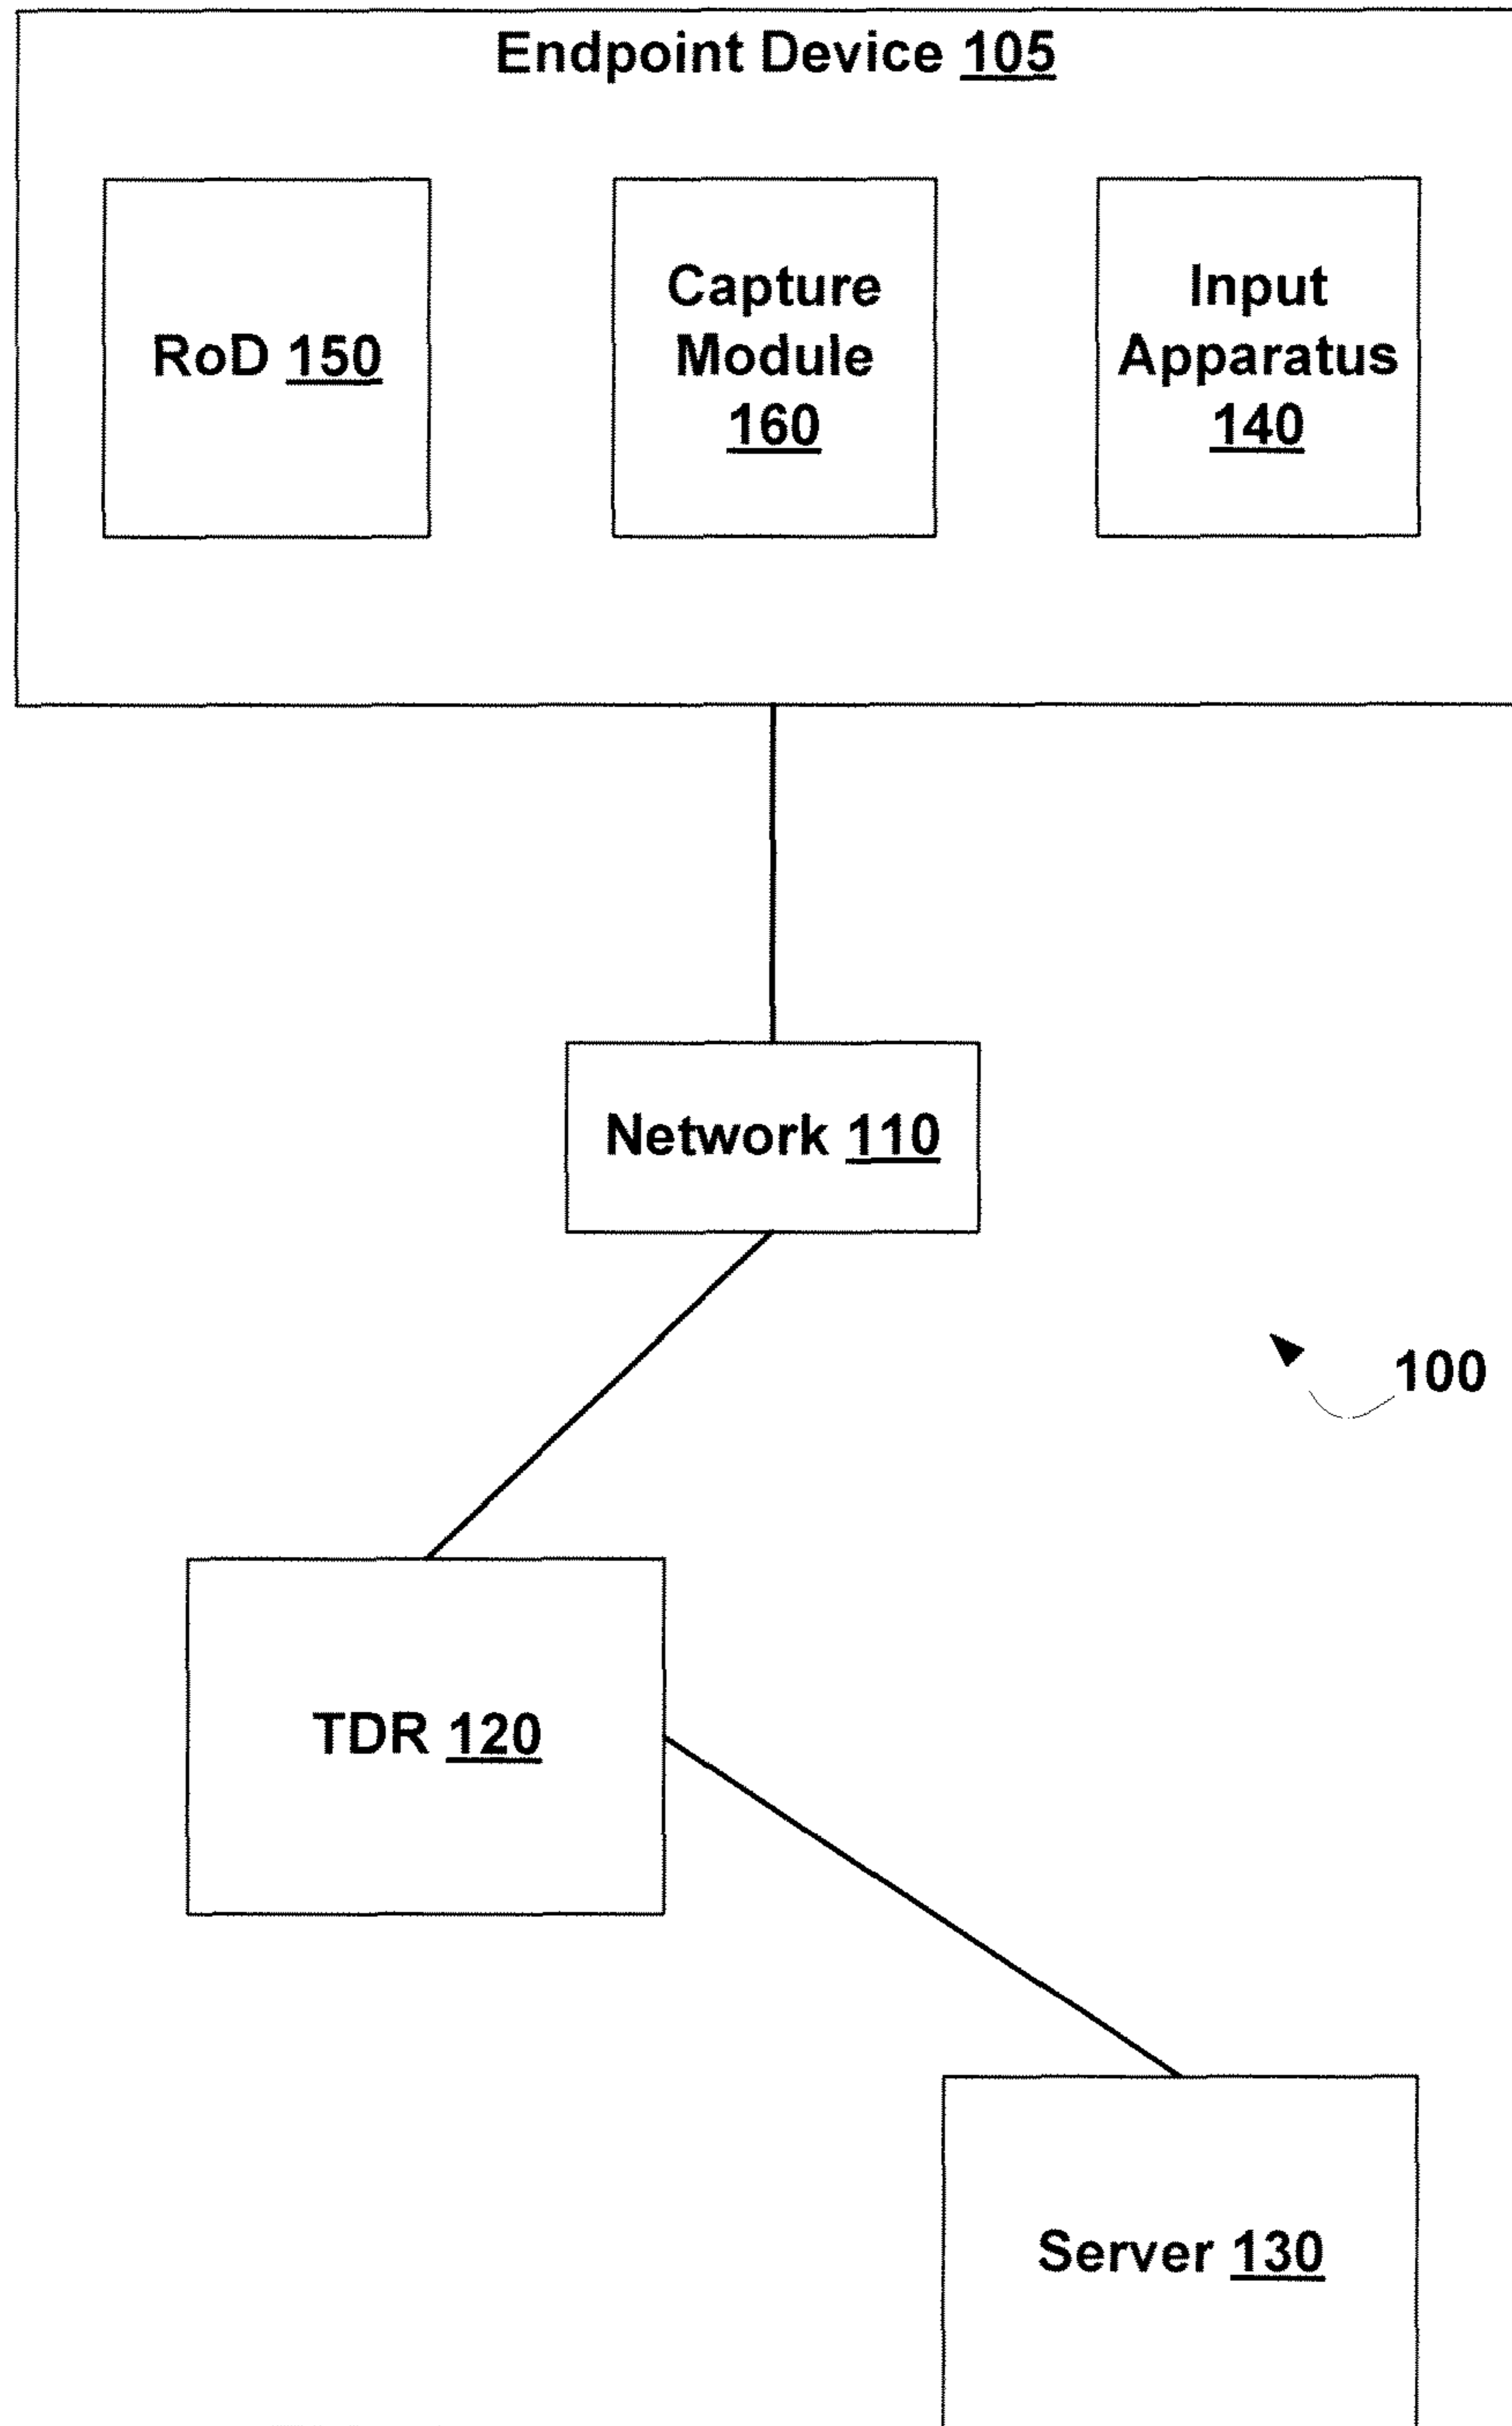 Endpoint Device 105
RoD 150
Capture
Module
160
Input
Apparatus
140
Network 110
100
TDR 120
Server 130